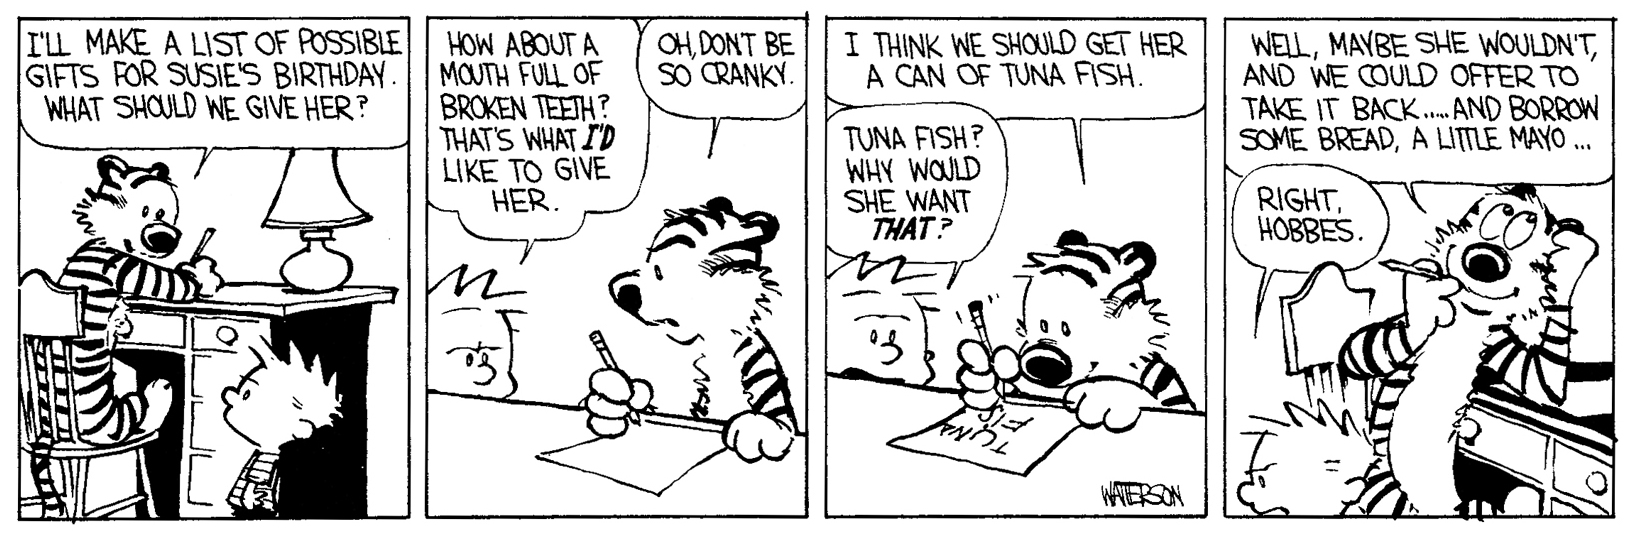 I'LL MAKE A LIST OF POSSIBLE
GIFTS FOR SUSIE'S BIRTHDAY.
WHAT SHOULD WE GIVE HER?
HOW ABOUT A
MOUTH FULL OF
BROKEN TEETH?
THAT'S WHAT I'D
LIKE TO GIVE
HER.
OH, DON'T BE
SO CRANKY.
I THINK WE SHOULD GET HER
A CAN OF TUNA FISH.
TUNA FISH?
WHY WOULD
SHE WANT
THAT?
TUNA
FIS
WATTERSON
WELL, MAYBE SHE WOULDN'T,
AND WE COULD OFFER TO
TAKE IT BACK.....AND BORROW
SOME BREAD, A LITTLE MAYO...
RIGHT,
HOBBES.